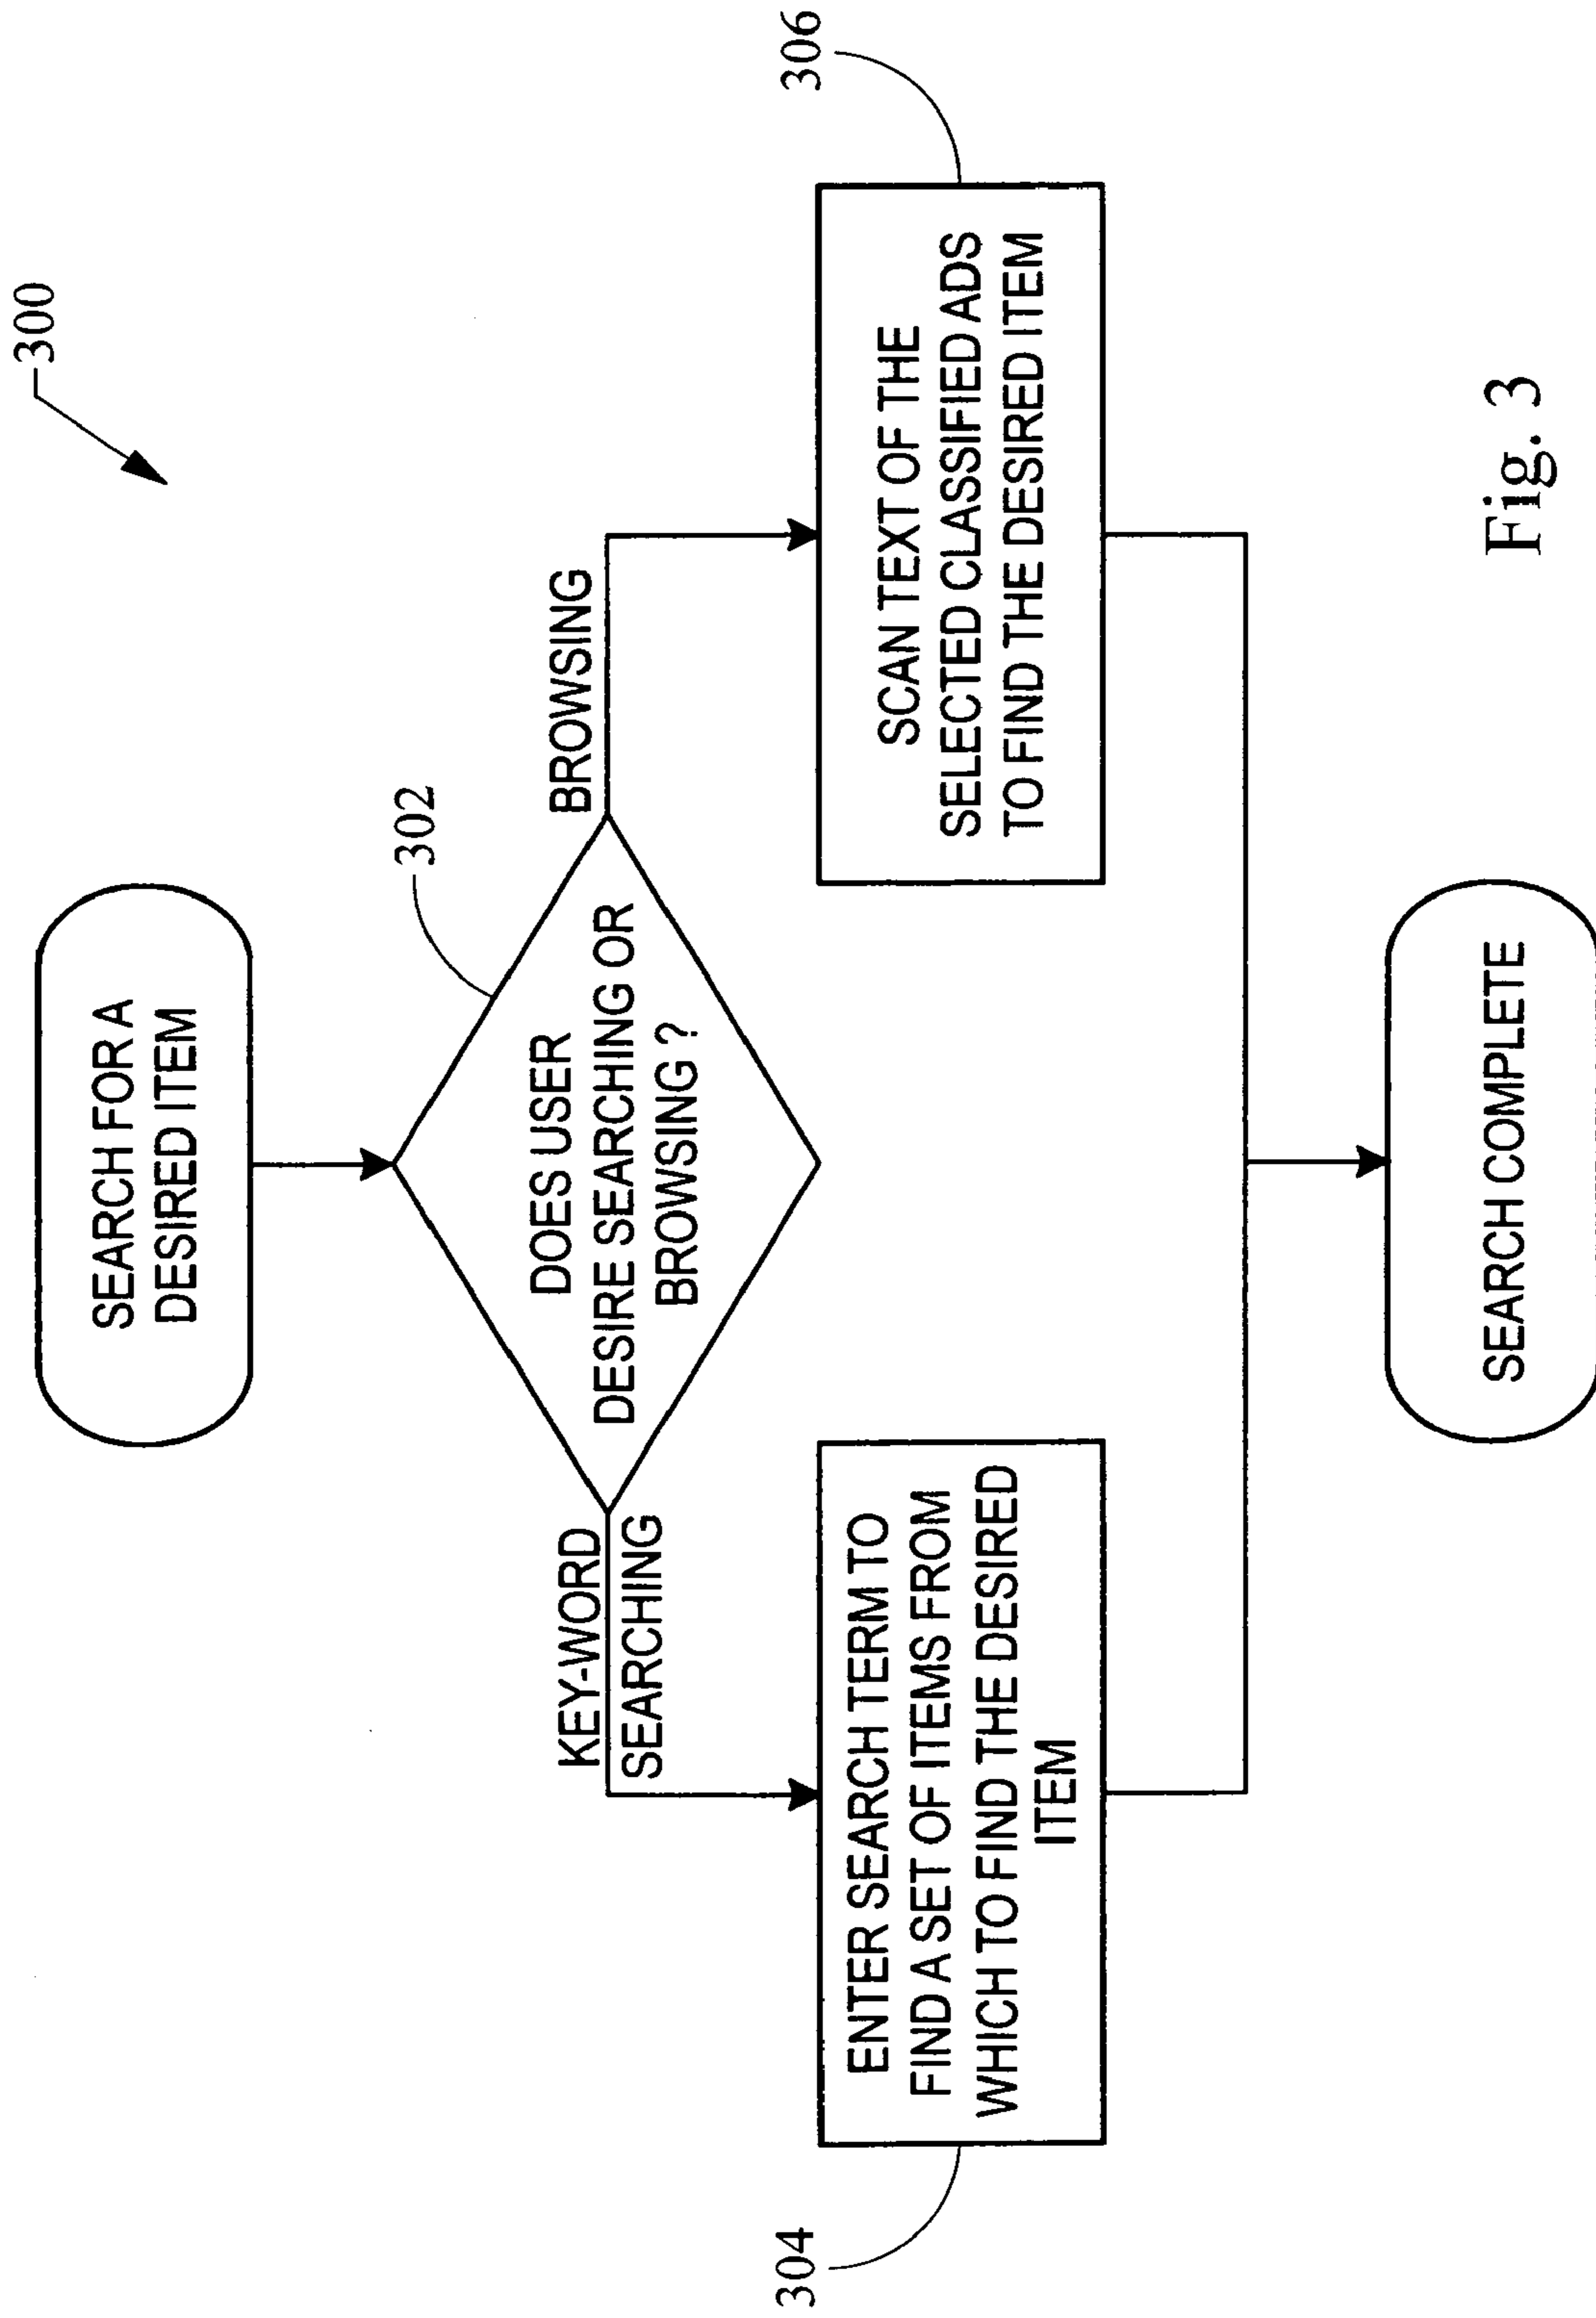 300
SEARCH FOR A
DESIRED ITEM
302
DOES USER
DESIRE SEARCHING OR
BROWSING ?
KEY-WORD
SEARCHING
BROWSING
304
ENTER SEARCH TERM TO
FIND A SET OF ITEMS FROM
WHICH TO FIND THE DESIRED
ITEM
306
SCAN TEXT OF THE
SELECTED CLASSIFIED ADS
TO FIND THE DESIRED ITEM
SEARCH COMPLETE
Fig. 3